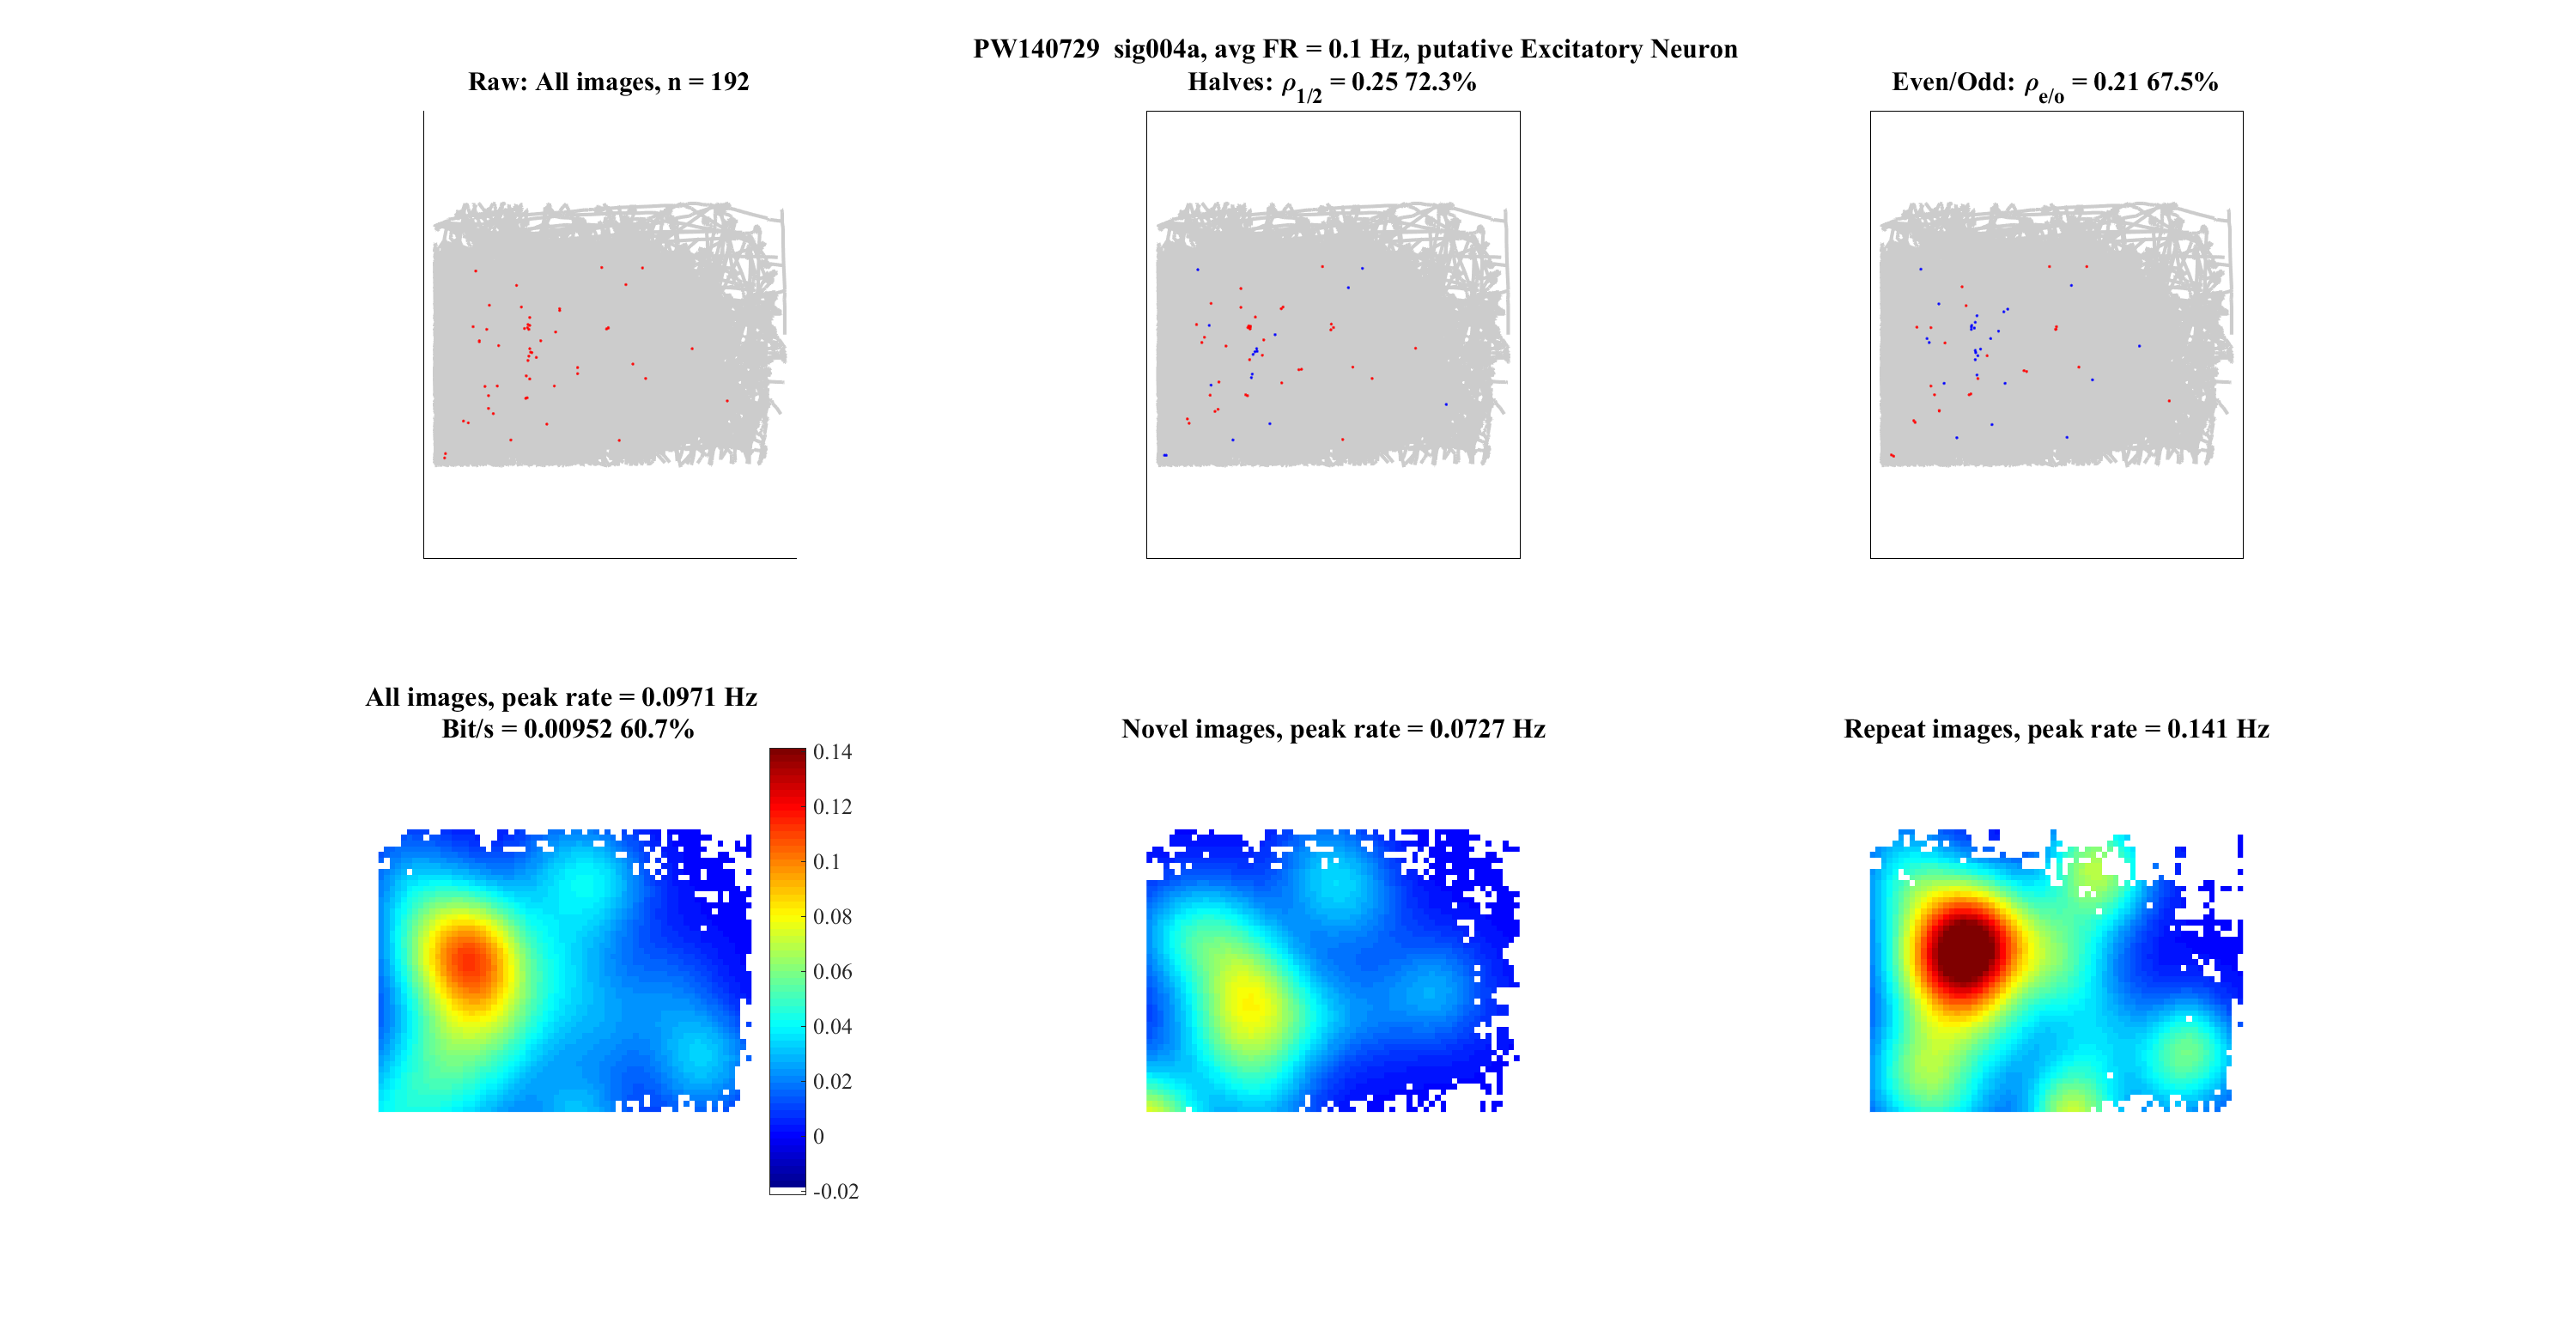 PW140729  sig004a, avg FR = 0.1 Hz, putative Excitatory Neuron
Raw: All images, n = 192
Halves: ρ1/2 = 0.25 72.3%
Even/Odd: ρe/o = 0.21 67.5%
All images, peak rate = 0.0971 Hz
Bit/s = 0.00952 60.7%
Novel images, peak rate = 0.0727 Hz
Repeat images, peak rate = 0.141 Hz
0.14
0.12
0.1
0.08
0.06
0.04
0.02
0
-0.02